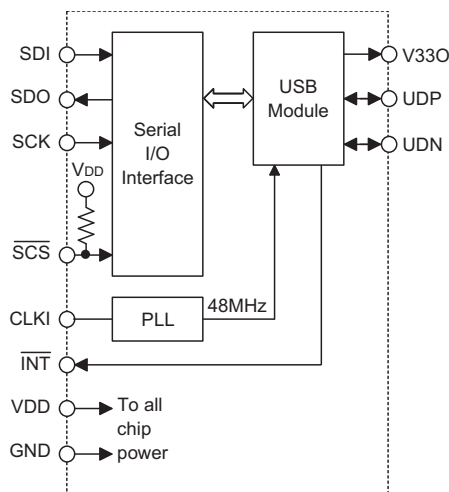 SDI
SDO
SCK
VDD
SCS
CLKI
INT
VDD
GND
Serial
I/O
Interface
PLL
48MHz
To all
chip
power
USB
Module
V33O
UDP
UDN